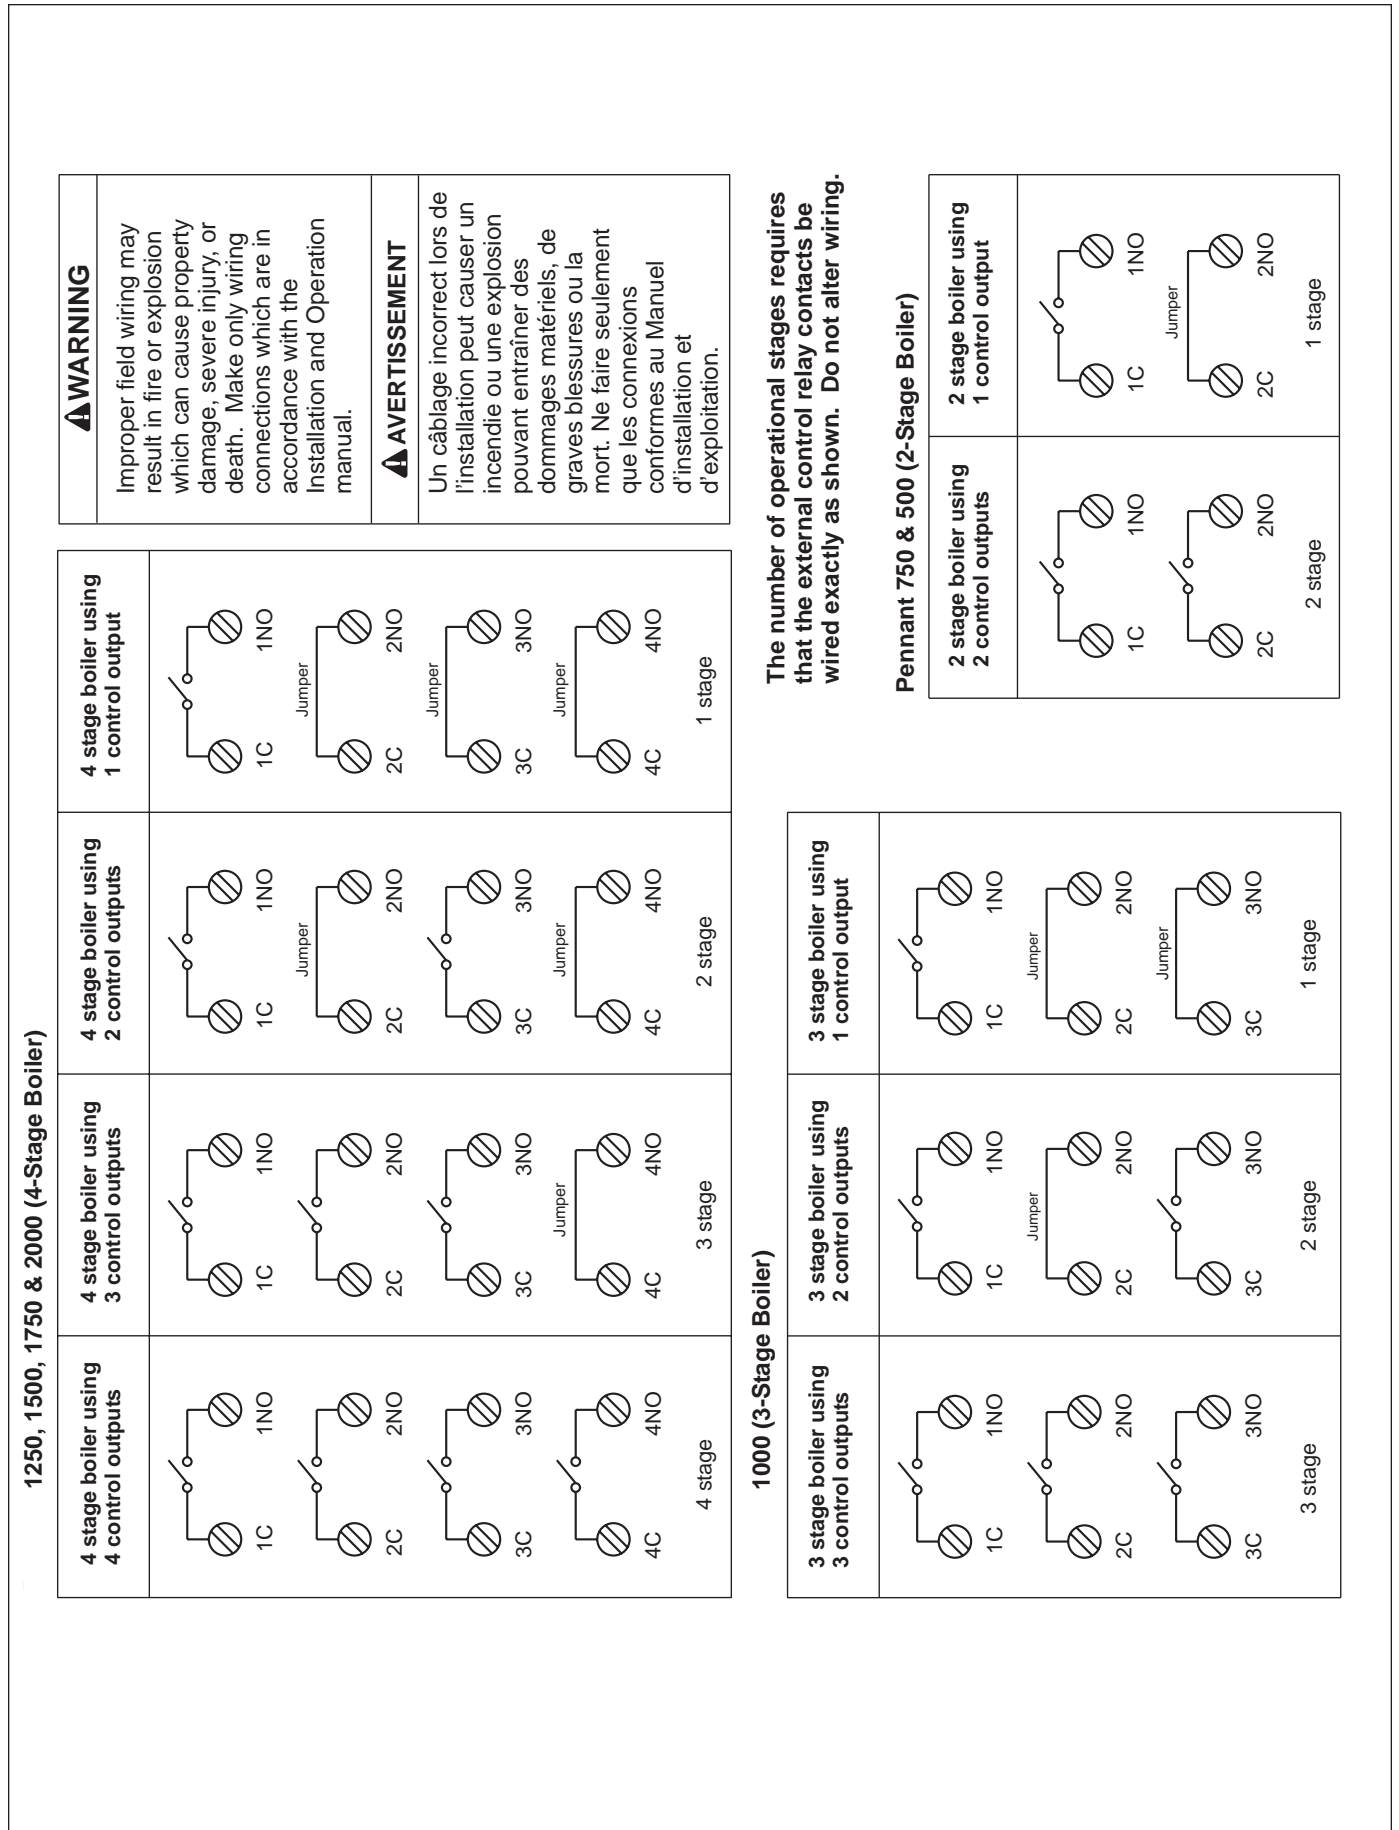 1250, 1500, 1750 & 2000 (4-Stage Boiler)
4 stage boiler using
4 control outputs
1C 1NO
2C 2NO
3C 3NO
4C 4NO
4 stage
4 stage boiler using
3 control outputs
1C 1NO
2C 2NO
3C 3NO
Jumper
4C 4NO
3 stage
4 stage boiler using
2 control outputs
1C 1NO
Jumper
2C 2NO
3C 3NO
Jumper
4C 4NO
2 stage
4 stage boiler using
1 control output
1C 1NO
Jumper
2C 2NO
Jumper
3C 3NO
Jumper
4C 4NO
1 stage
WARNING
Improper field wiring may
result in fire or explosion
which can cause property
damage, severe injury, or
death. Make only wiring
connections which are in
accordance with the
Installation and Operation
manual.
AVERTISSEMENT
Un câblage incorrect lors de
l'installation peut causer un
incendie ou une explosion
pouvant entraîner des
dommages matériels, de
graves blessures ou la
mort. Ne faire seulement
que les connexions
conformes au Manuel
d'installation et
d'exploitation.
1000 (3-Stage Boiler)
3 stage boiler using
3 control outputs
1C 1NO
2C 2NO
3C 3NO
3 stage
3 stage boiler using
2 control outputs
1C 1NO
Jumper
2C 2NO
3C 3NO
2 stage
3 stage boiler using
1 control output
1C 1NO
Jumper
2C 2NO
Jumper
3C 3NO
1 stage
The number of operational stages requires
that the external control relay contacts be
wired exactly as shown. Do not alter wiring.
Pennant 750 & 500 (2-Stage Boiler)
2 stage boiler using
2 control outputs
1C 1NO
2C 2NO
2 stage
2 stage boiler using
1 control output
1C 1NO
Jumper
2C 2NO
1 stage